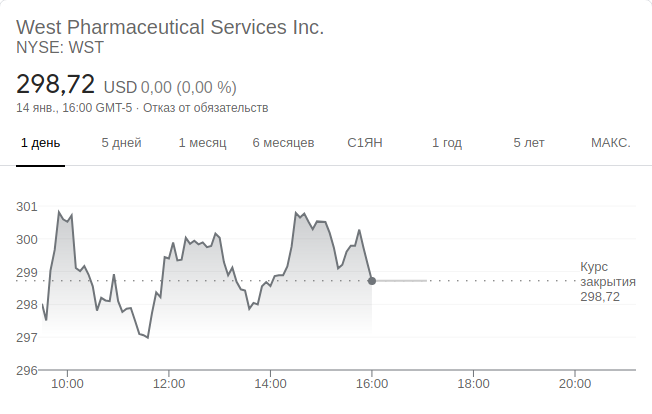 West Pharmaceutical Services Inc.
NYSE: WST
298,72 USD 0,00 (0,00 %)
14 янв., 16:00 GMT-5 · Отказ от обязательств
1 день 5 дней 1 месяц 6 месяцев С1ЯН 1 год 5 лет МАКС.
301
300
299
298
297
296
Курс
закрытия
298,72
10:00 12:00 14:00 16:00 18:00 20:00